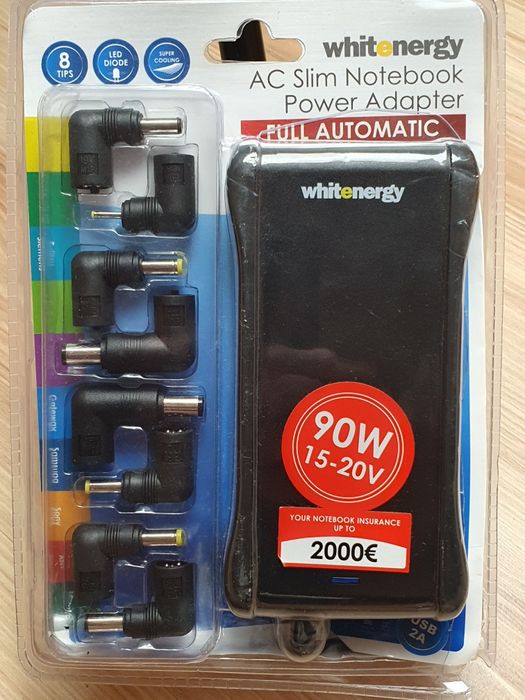 8
TIPS
LED
DIODE
SUPER
COOLING
whitenergy
AC Slim Notebook
Power Adapter
FULL AUTOMATIC
whitenergy
Gateway
Samsung
Sony
90W
15-20V
YOUR NOTEBOOK INSURANCE
UP TO
2000€
USB
2A